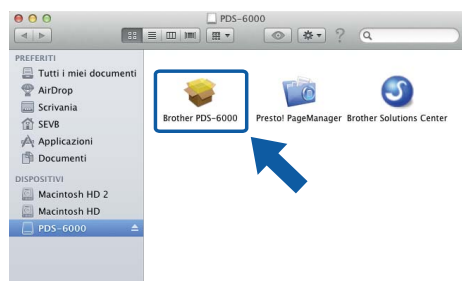 PDS-6000
PREFERITI
Tutti i miei documenti
AirDrop
Scrivania
SEVB
Applicazioni
Documenti
DISPOSITIVI
Macintosh HD 2
Macintosh HD
PDS-6000
Brother PDS-6000
Presto! PageManager
Brother Solutions Center